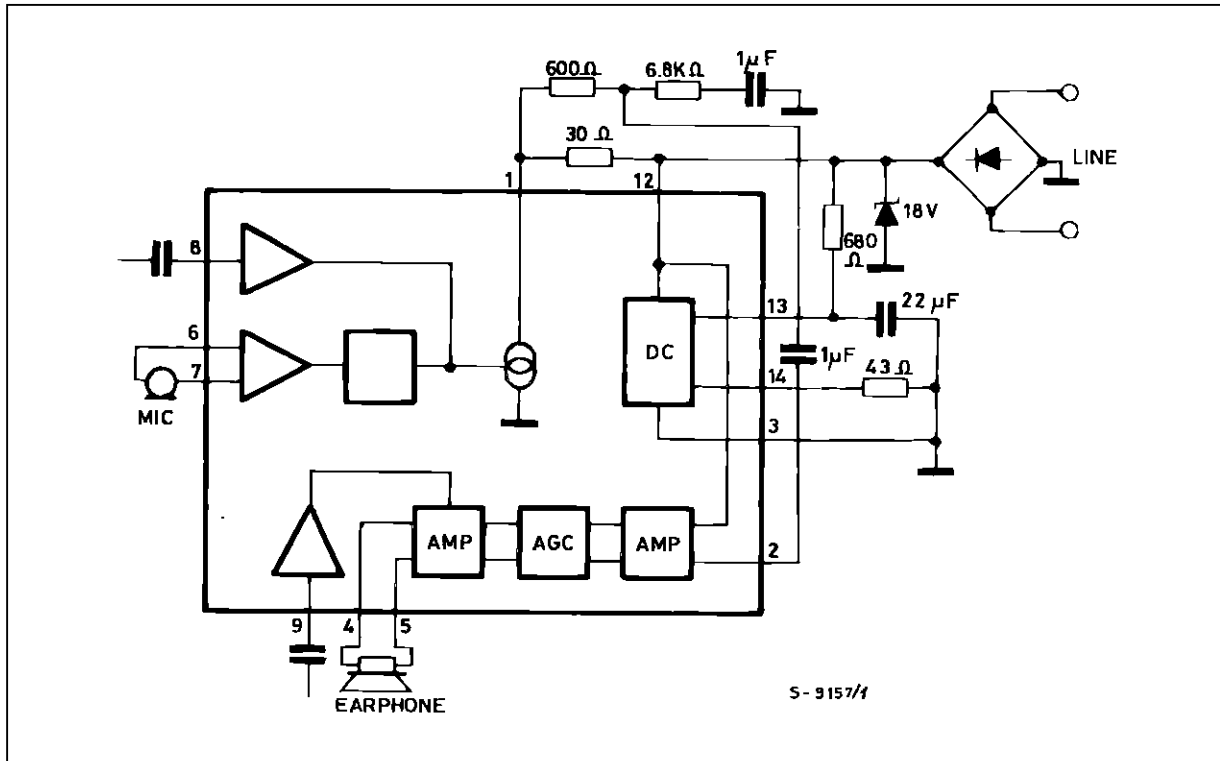 600Ω
6.8KΩ
1µF
30 Ω
1
12
LINE
8
18V
680
Ω
13
22 µF
6
DC
1µF
7
14
43Ω
MIC
3
AMP
AGC
AMP
2
9
4
5
EARPHONE
S-9157/1